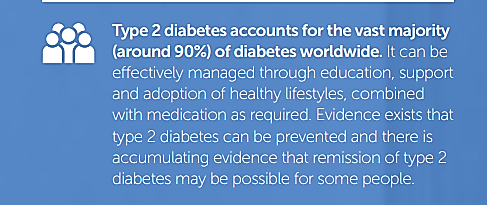 Type 2 diabetes accounts for the vast majority
(around 90%) of diabetes worldwide. It can be
effectively managed through education, support
and adoption of healthy lifestyles, combined
with medication as required. Evidence exists that
type 2 diabetes can be prevented and there is
accumulating evidence that remission of type 2
diabetes may be possible for some people.